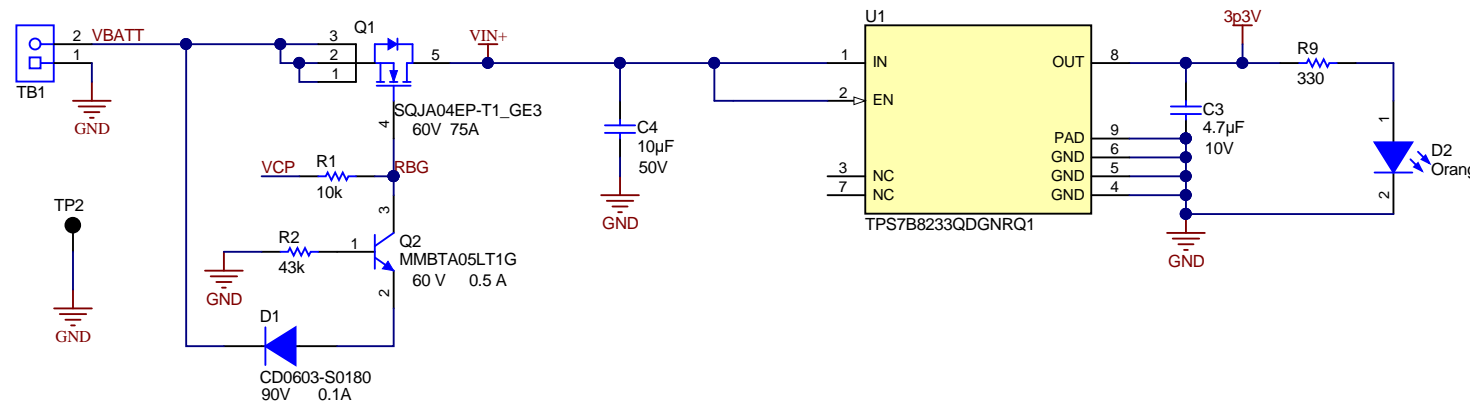 TB1
2
1
VBATT
GND
Q1
3
2
1
5
4
SQJA04EP-T1_GE3
60V 75A
VIN+
C4
10µF
50V
GND
U1
1
IN
2
EN
3
NC
7
NC
OUT
8
PAD
9
GND
6
GND
5
GND
4
TPS7B8233QDGNRQ1
3p3V
R9
330
C3
4.7µF
10V
GND
1
D2
Orang
2
VCP
R1
10k
RBG
TP2
GND
R2
43k
GND
3
1
2
Q2
MMBTA05LT1G
60 V 0.5 A
D1
CD0603-S0180
90V 0.1A